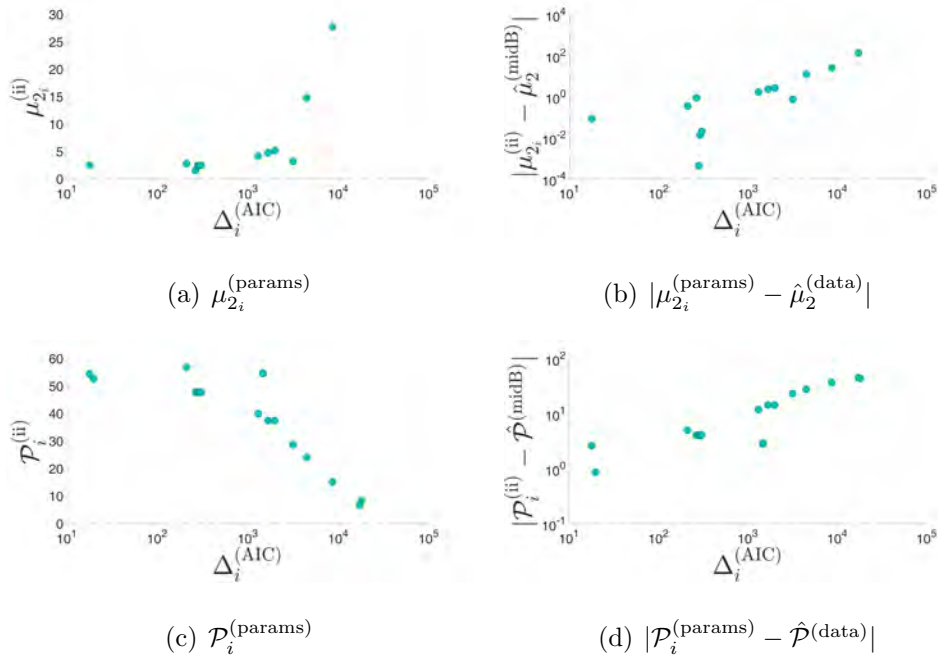 30
25
20
15
10
5
0
μ_{2_i}^{(ii)}
10^1 10^2 10^3 10^4 10^5
Δ_i^{(AIC)}
(a) μ_{2_i}^{(params)}
10^4
10^2
10^0
10^{-2}
10^{-4}
|μ_{2_i}^{(ii)} − μ̂_2^{(midB)}|
10^1 10^2 10^3 10^4 10^5
Δ_i^{(AIC)}
(b) |μ_{2_i}^{(params)} − μ̂_2^{(data)}|
60
50
40
30
20
10
0
𝒫_i^{(ii)}
10^1 10^2 10^3 10^4 10^5
Δ_i^{(AIC)}
(c) 𝒫_i^{(params)}
10^2
10^1
10^0
10^{-1}
|𝒫_i^{(ii)} − 𝒫̂^{(midB)}|
10^1 10^2 10^3 10^4 10^5
Δ_i^{(AIC)}
(d) |𝒫_i^{(params)} − 𝒫̂^{(data)}|